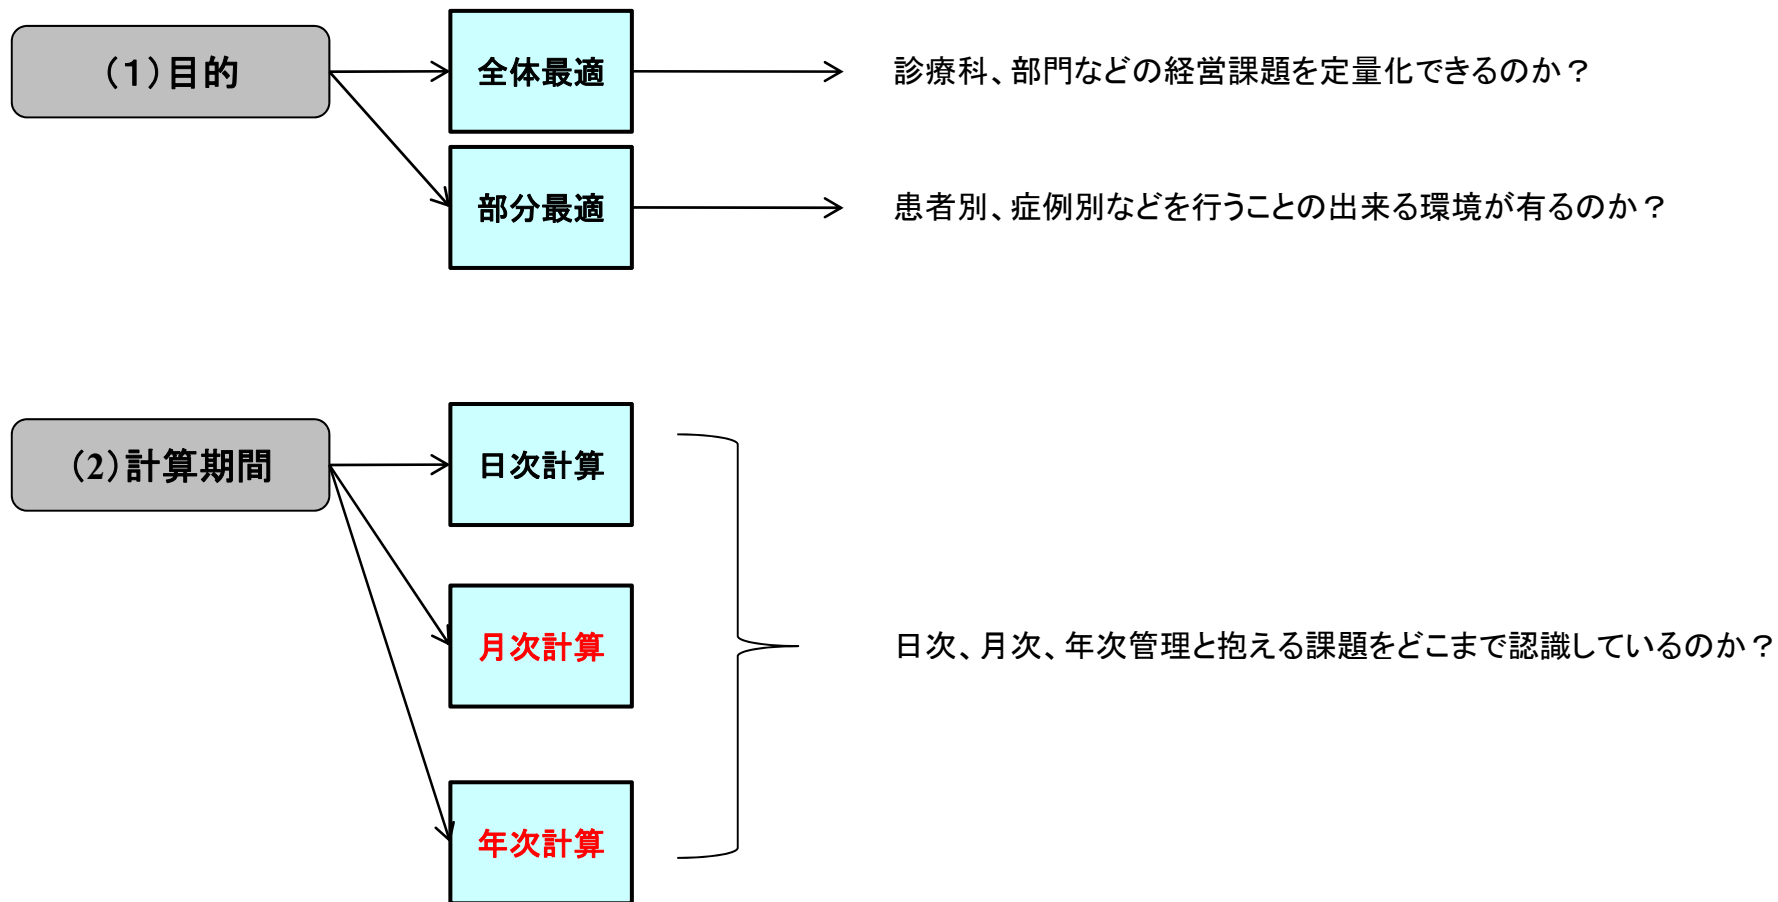 （１）目的
全体最適
診療科、部門などの経営課題を定量化できるのか？
部分最適
患者別、症例別などを行うことの出来る環境が有るのか？
（2）計算期間
日次計算
月次計算
日次、月次、年次管理と抱える課題をどこまで認識しているのか？
年次計算